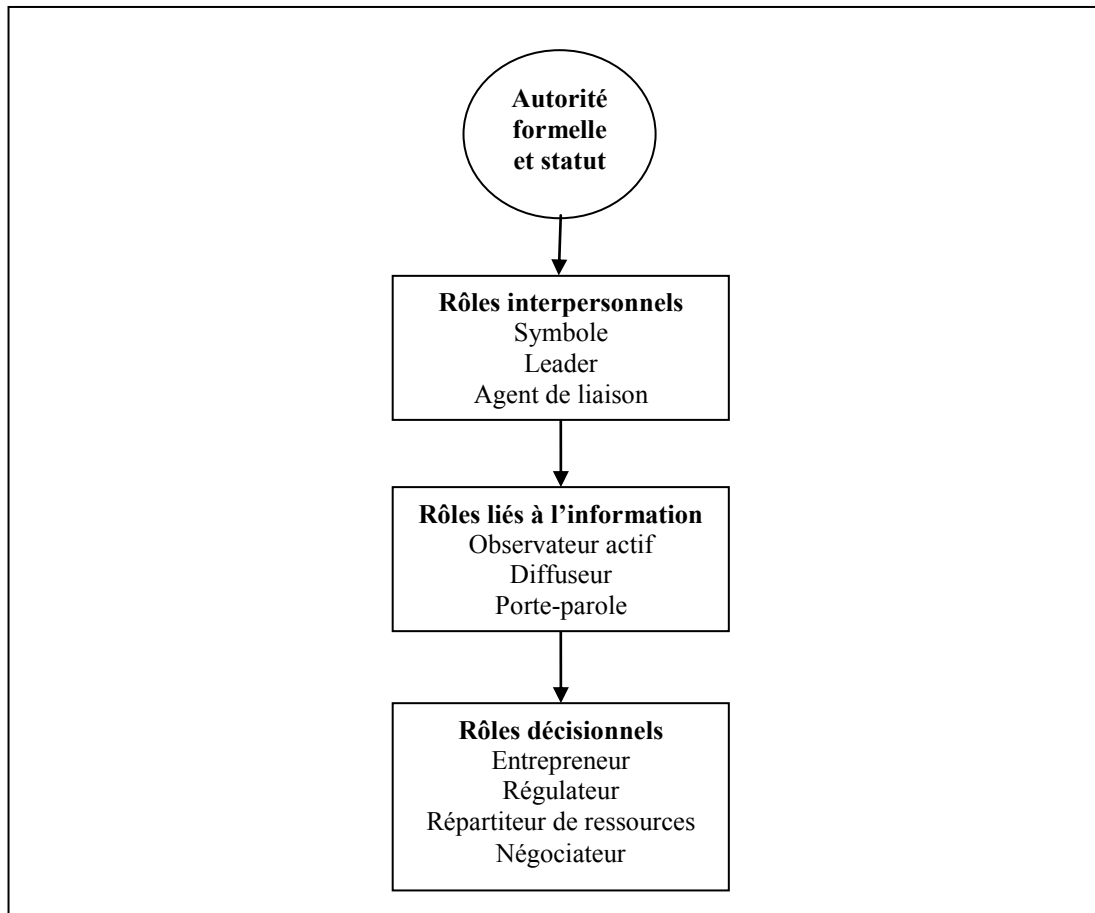 Autorité
formelle
et statut
Rôles interpersonnels
Symbole
Leader
Agent de liaison
Rôles liés à l’information
Observateur actif
Diffuseur
Porte-parole
Rôles décisionnels
Entrepreneur
Régulateur
Répartiteur de ressources
Négociateur